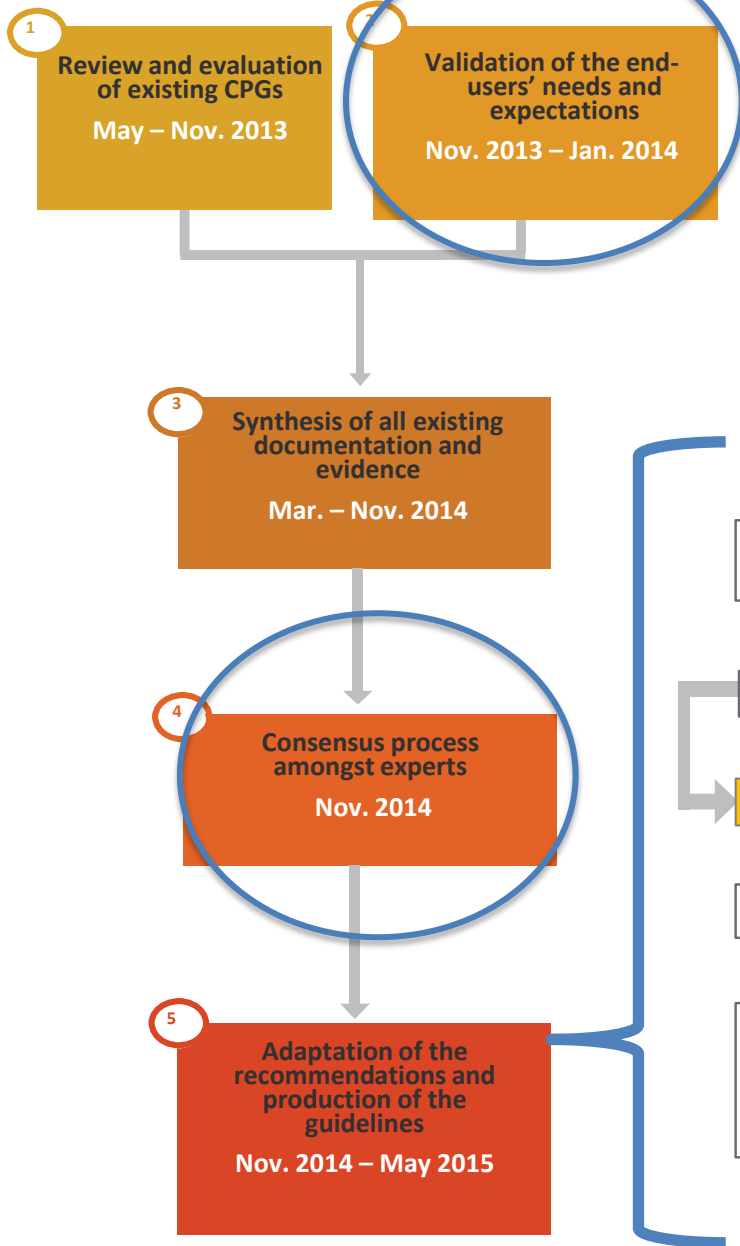 1
Review and evaluation
of existing CPGs
May – Nov. 2013
2
Validation of the end-
users’ needs and
expectations
Nov. 2013 – Jan. 2014
3
Synthesis of all existing
documentation and
evidence
Mar. – Nov. 2014
4
Consensus process
amongst experts
Nov. 2014
5
Adaptation of the
recommendations and
production of the
guidelines
Nov. 2014 – May 2015